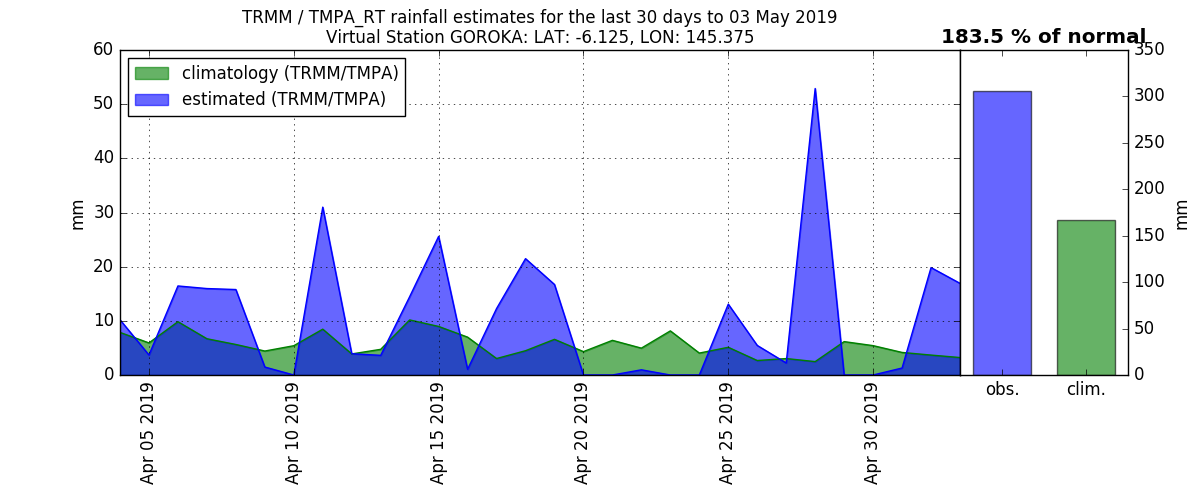 TRMM / TMPA_RT rainfall estimates for the last 30 days to 03 May 2019
Virtual Station GOROKA: LAT: -6.125, LON: 145.375
183.5 % of normal
climatology (TRMM/TMPA)
estimated (TRMM/TMPA)
60
50
40
30
20
10
0
mm
350
300
250
200
150
100
50
0
mm
Apr 05 2019
Apr 10 2019
Apr 15 2019
Apr 20 2019
Apr 25 2019
Apr 30 2019
obs.
clim.